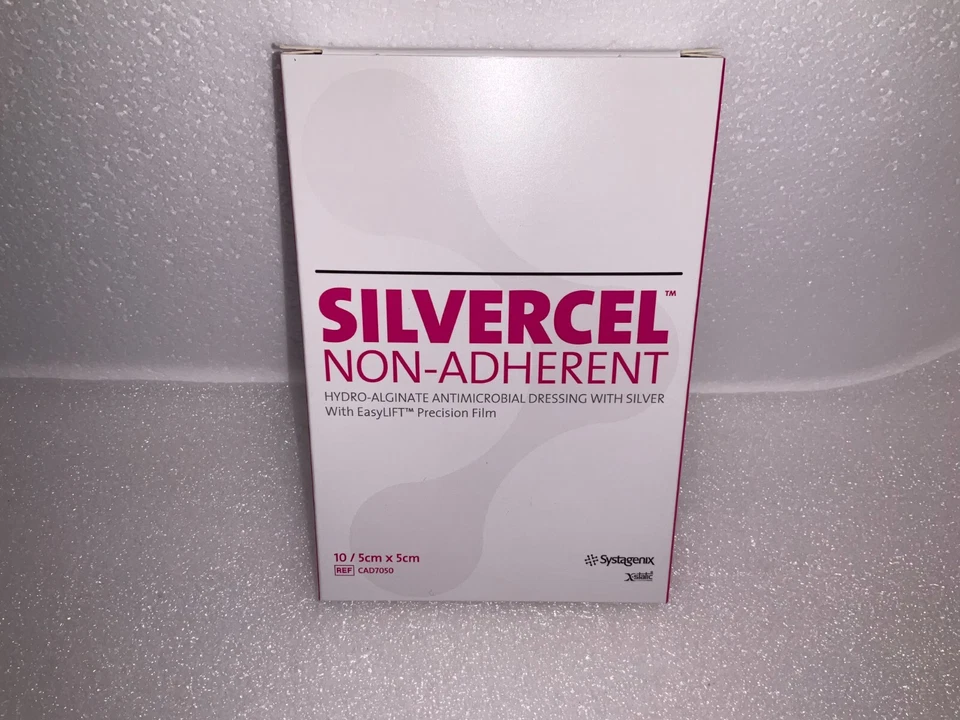 SILVERCEL™
NON-ADHERENT
HYDRO-ALGINATE ANTIMICROBIAL DRESSING WITH SILVER
With EasyLIFT™ Precision Film
10 / 5cm x 5cm
REF CAD7050
Systagenix
X-static®